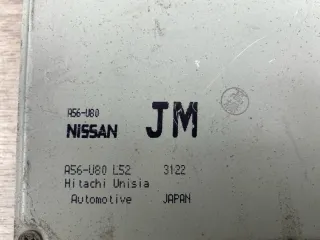 A56-U80
NISSAN JM
A56-U80 L52 3122
Hitachi Unisia
Automotive JAPAN